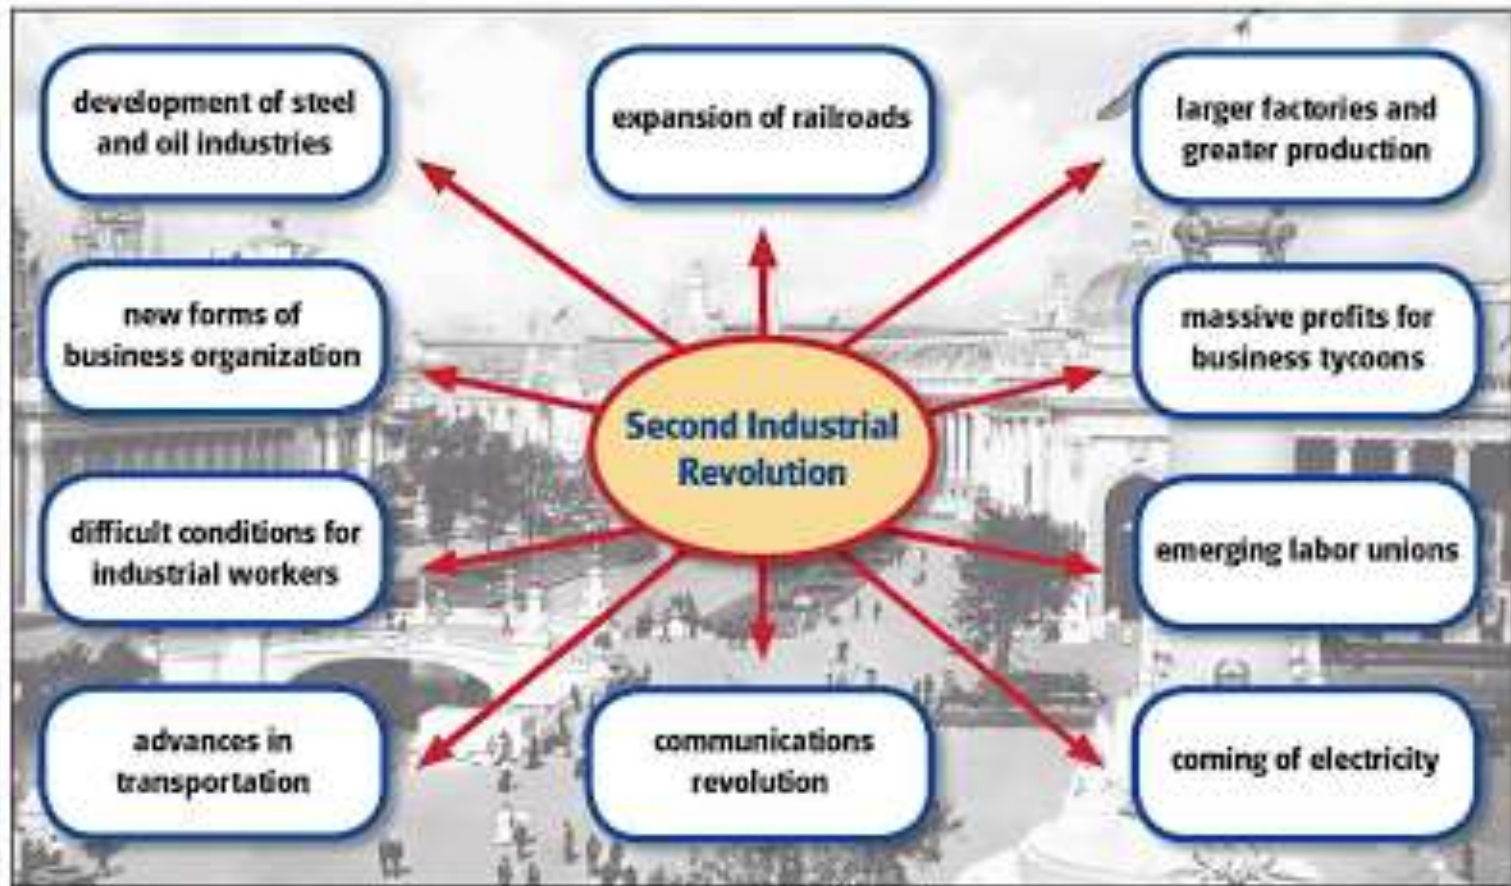 development of steel
and oil industries
expansion of railroads
larger factories and
greater production
new forms of
business organization
massive profits for
business tycoons
Second Industrial
Revolution
difficult conditions for
industrial workers
emerging labor unions
advances in
transportation
communications
revolution
coming of electricity